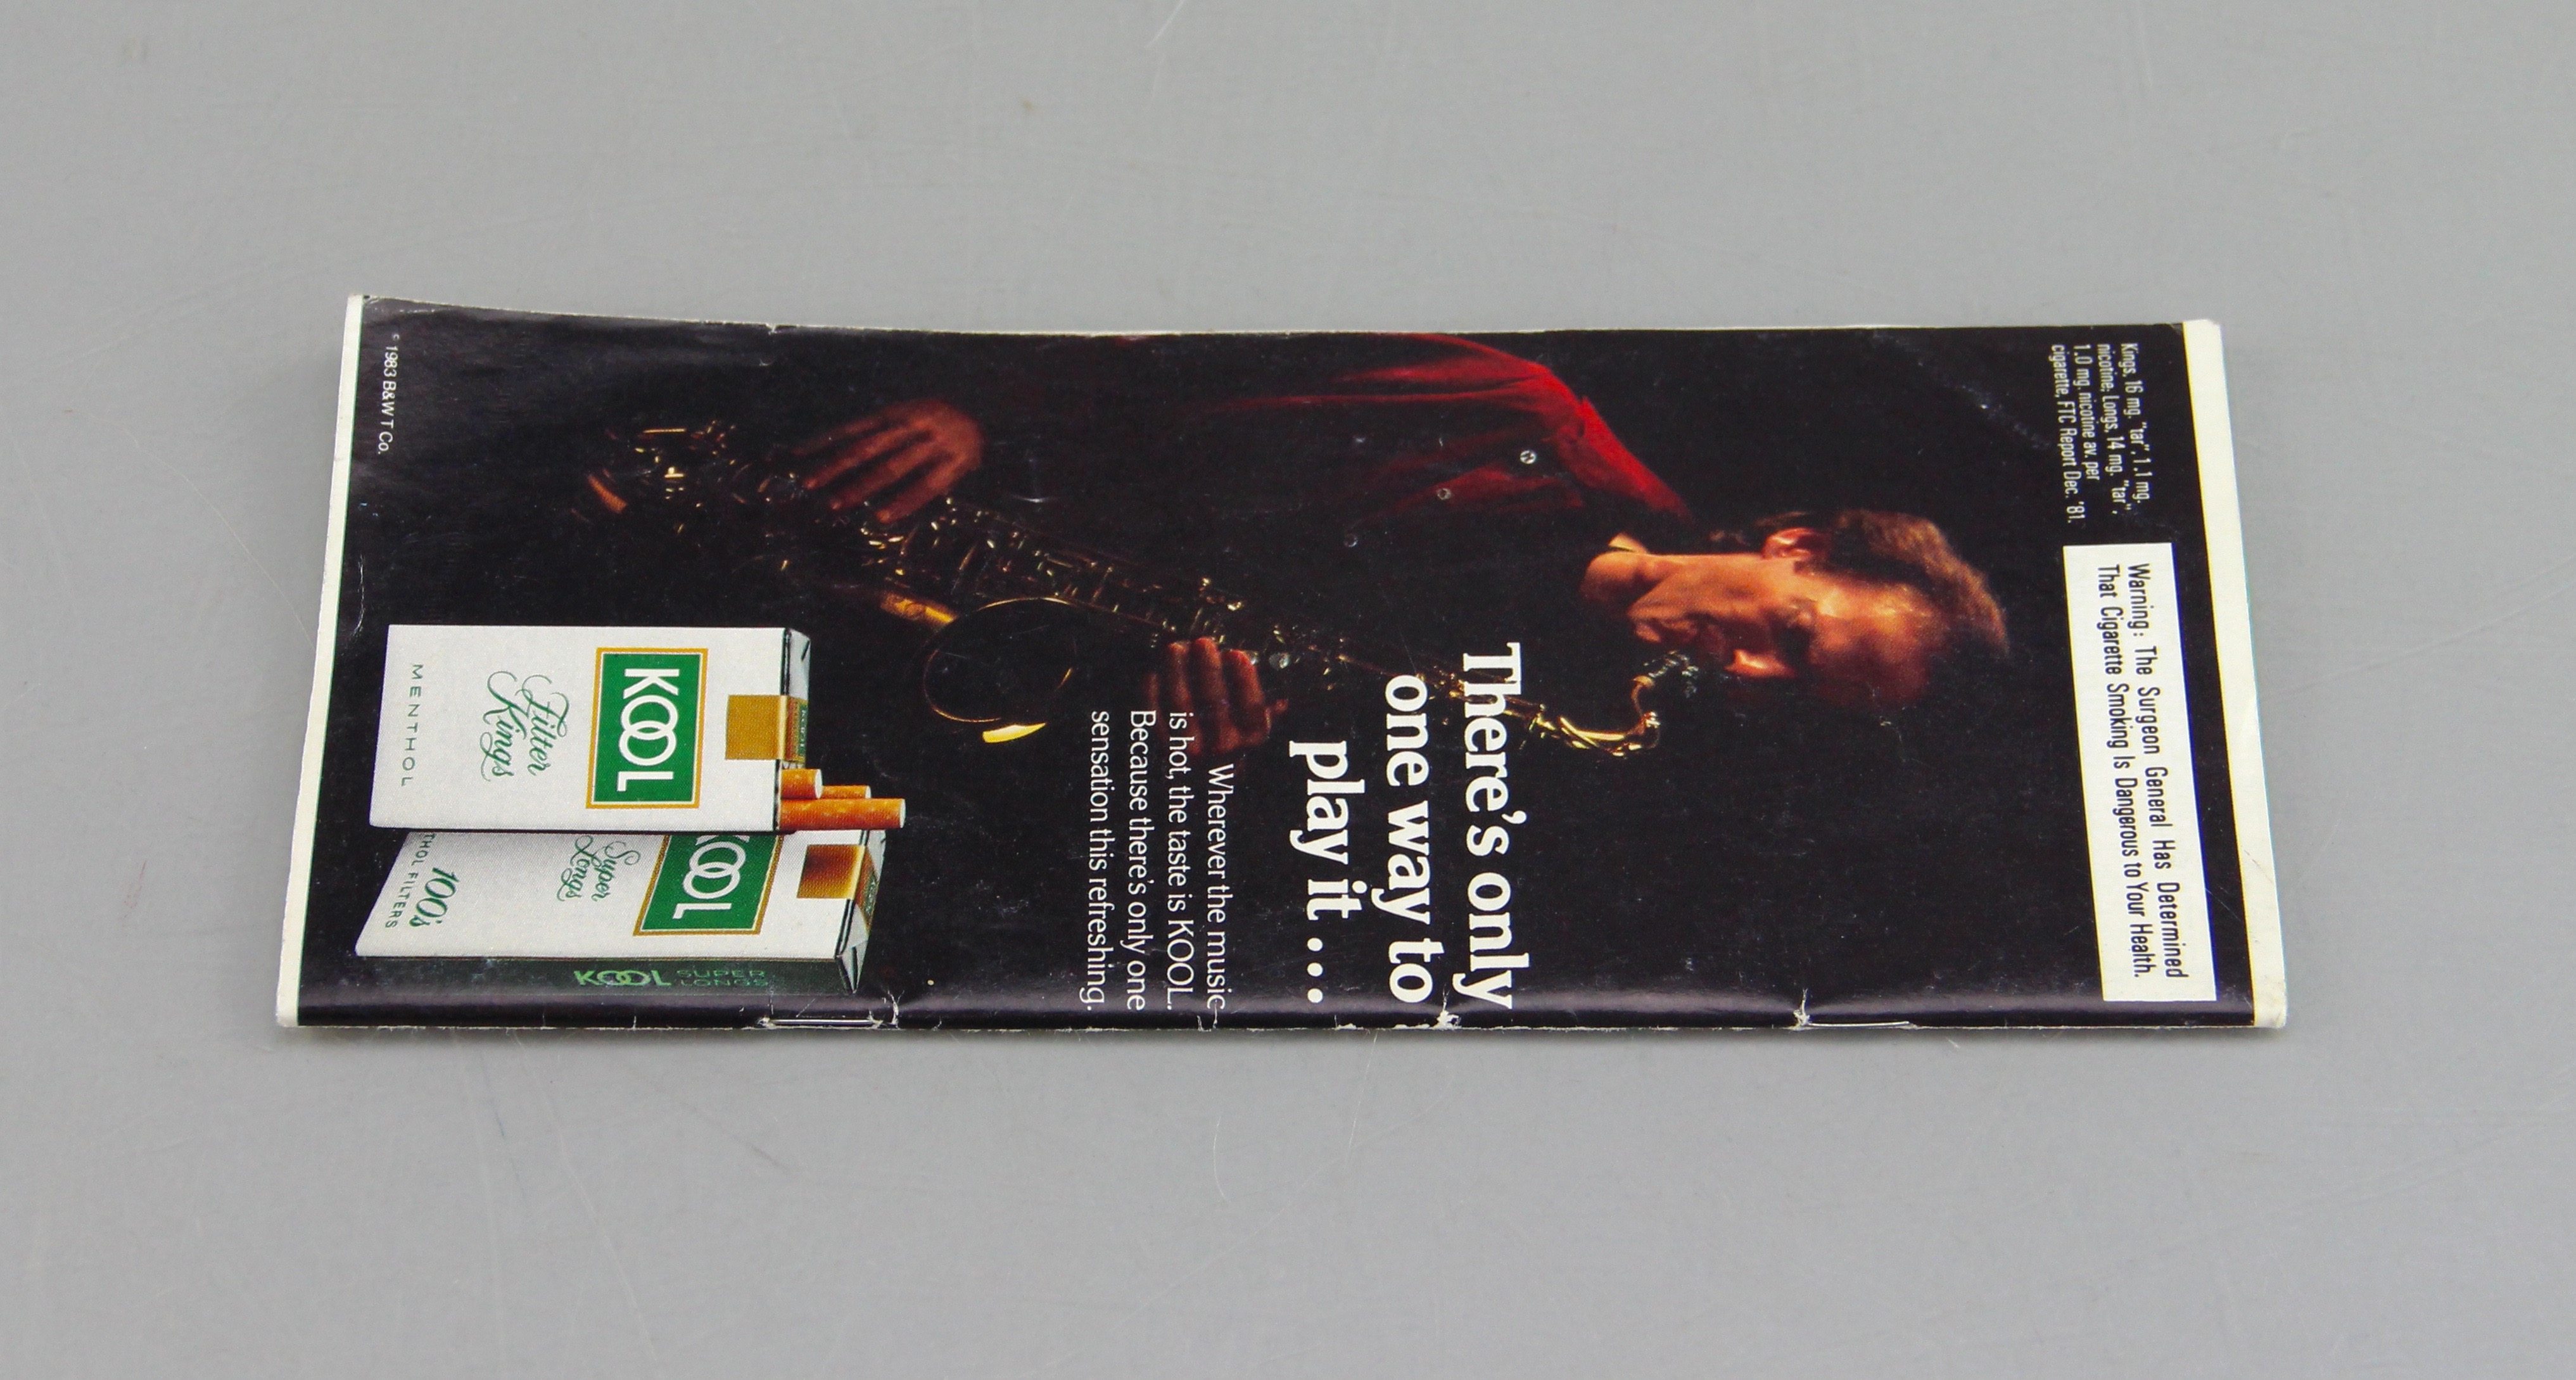 Kings, 16 mg. "tar", 1.1 mg.
nicotine; Longs, 14 mg. "tar",
1.0 mg. nicotine av. per
cigarette, FTC Report Dec. '81.
Warning: The Surgeon General Has Determined
That Cigarette Smoking Is Dangerous to Your Health.
There's only
one way to
play it...
Wherever the music
is hot, the taste is KOOL.
Because there's only one
sensation this refreshing.
KOOL
Filter
Kings
MENTHOL
KOOL
Super
Longs
100's
THOL FILTERS
KOOL SUPER
LONGS
© 1983 B&W T Co.